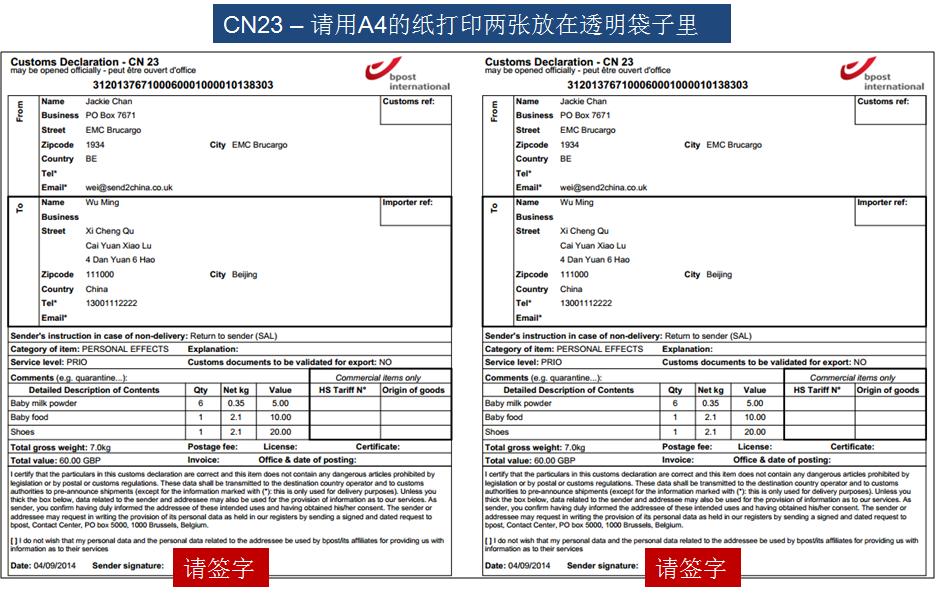 CN23 – 请用A4的纸打印两张放在透明袋子里
Customs Declaration - CN 23
may be opened officially - peut être ouvert d'office
bpost
international
312013767100060001000010138303
From
Name Jackie Chan
Customs ref:
Business PO Box 7671
Street EMC Brucargo
Zipcode 1934 City EMC Brucargo
Country BE
Tel*
Email* wei@send2china.co.uk
To
Name Wu Ming
Importer ref:
Business
Street Xi Cheng Qu
Cai Yuan Xiao Lu
4 Dan Yuan 6 Hao
Zipcode 111000 City Beijing
Country China
Tel* 13001112222
Email*
Sender's instruction in case of non-delivery: Return to sender (SAL)
Category of item: PERSONAL EFFECTS Explanation:
Service level: PRIO Customs documents to be validated for export: NO
Comments (e.g. quarantine...): Commercial items only
Detailed Description of Contents Qty Net kg Value HS Tariff N° Origin of goods
Baby milk powder 6 0.35 5.00
Baby food 1 2.1 10.00
Shoes 1 2.1 20.00
Total gross weight: 7.0kg Postage fee: License: Certificate:
Total value: 60.00 GBP Invoice: Office & date of posting:
I certify that the particulars in this customs declaration are correct and this item does not contain any dangerous articles prohibited by
legislation or by postal or customs regulations. These data shall be transmitted to the destination country operator and to customs
authorities to pre-announce shipments (except for the information marked with (*): this is only used for delivery purposes). Unless you
thick the box below, data related to the sender and addressee may also be used for the information on bpost/its affiliates services. As
sender, you confirm having duly informed the addressee of these intended uses and having obtained his/her consent. The sender or
addressee may request in writing the provision of its personal data as held in our registers by sending a signed and dated request to
bpost, Contact Center, PO box 5000, 1000 Brussels, Belgium.
[ ] I do not wish that my personal data and the personal data related to the addressee be used by bpost/its affiliates for providing us with
information as to their services
Date: 04/09/2014 Sender signature: 请签字
Customs Declaration - CN 23
may be opened officially - peut être ouvert d'office
bpost
international
312013767100060001000010138303
From
Name Jackie Chan
Customs ref:
Business PO Box 7671
Street EMC Brucargo
Zipcode 1934 City EMC Brucargo
Country BE
Tel*
Email* wei@send2china.co.uk
To
Name Wu Ming
Importer ref:
Business
Street Xi Cheng Qu
Cai Yuan Xiao Lu
4 Dan Yuan 6 Hao
Zipcode 111000 City Beijing
Country China
Tel* 13001112222
Email*
Sender's instruction in case of non-delivery: Return to sender (SAL)
Category of item: PERSONAL EFFECTS Explanation:
Service level: PRIO Customs documents to be validated for export: NO
Comments (e.g. quarantine...): Commercial items only
Detailed Description of Contents Qty Net kg Value HS Tariff N° Origin of goods
Baby milk powder 6 0.35 5.00
Baby food 1 2.1 10.00
Shoes 1 2.1 20.00
Total gross weight: 7.0kg Postage fee: License: Certificate:
Total value: 60.00 GBP Invoice: Office & date of posting:
I certify that the particulars in this customs declaration are correct and this item does not contain any dangerous articles prohibited by
legislation or by postal or customs regulations. These data shall be transmitted to the destination country operator and to customs
authorities to pre-announce shipments (except for the information marked with (*): this is only used for delivery purposes). Unless you
thick the box below, data related to the sender and addressee may also be used for the information on bpost/its affiliates services. As
sender, you confirm having duly informed the addressee of these intended uses and having obtained his/her consent. The sender or
addressee may request in writing the provision of its personal data as held in our registers by sending a signed and dated request to
bpost, Contact Center, PO box 5000, 1000 Brussels, Belgium.
[ ] I do not wish that my personal data and the personal data related to the addressee be used by bpost/its affiliates for providing us with
information as to their services
Date: 04/09/2014 Sender signature: 请签字